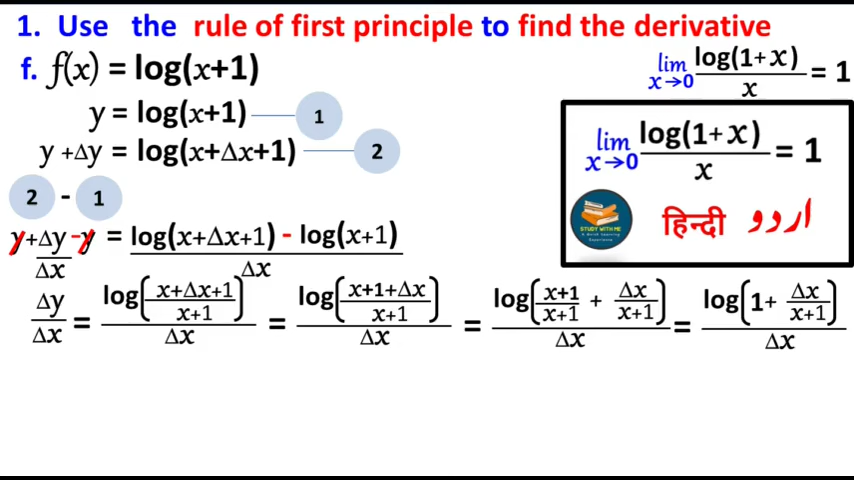 1. Use the rule of first principle to find the derivative
f. f(x) = log(x+1)
lim x→0 log(1+x)/x = 1
y = log(x+1) 1
y +Δy = log(x+Δx+1) 2
lim x→0 log(1+x)/x = 1
STUDY WITH ME
हिन्दी اردو
2 - 1
(y+Δy-y)/Δx = (log(x+Δx+1) - log(x+1))/Δx
Δy/Δx = log((x+Δx+1)/(x+1))/Δx = log((x+1+Δx)/(x+1))/Δx = log((x+1)/(x+1) + Δx/(x+1))/Δx = log(1+ Δx/(x+1))/Δx